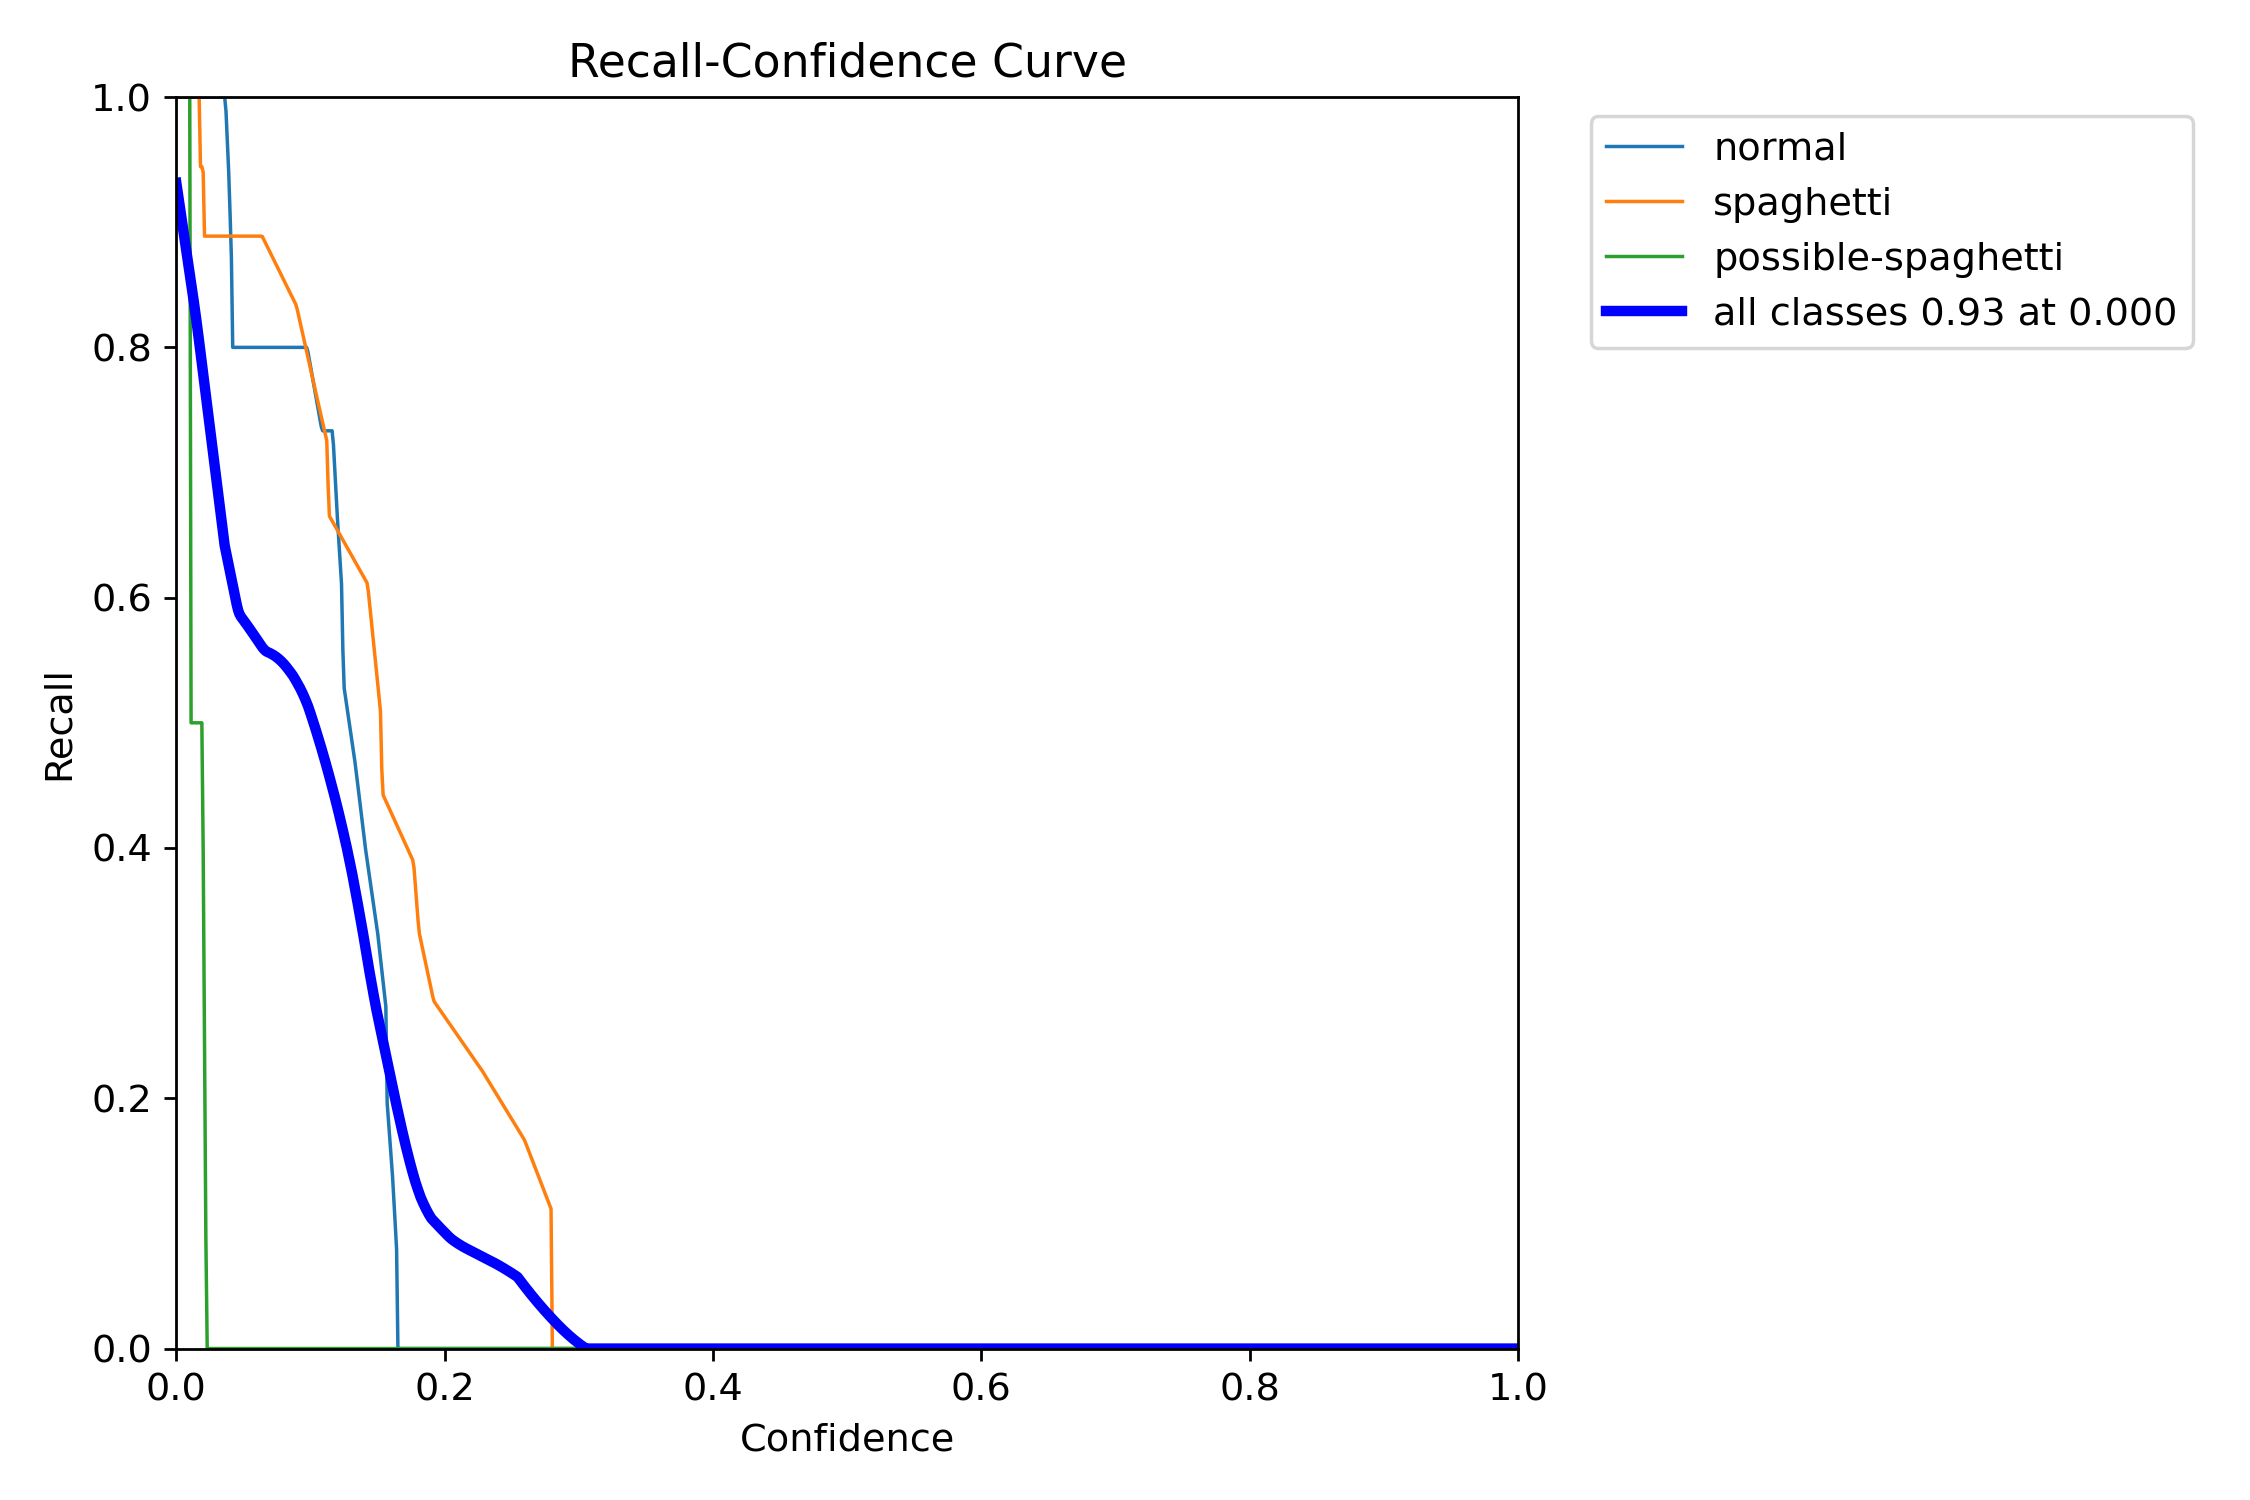 Recall-Confidence Curve
1.0
0.8
0.6
0.4
0.2
0.0
Recall
0.0 0.2 0.4 0.6 0.8 1.0
Confidence
normal
spaghetti
possible-spaghetti
all classes 0.93 at 0.000